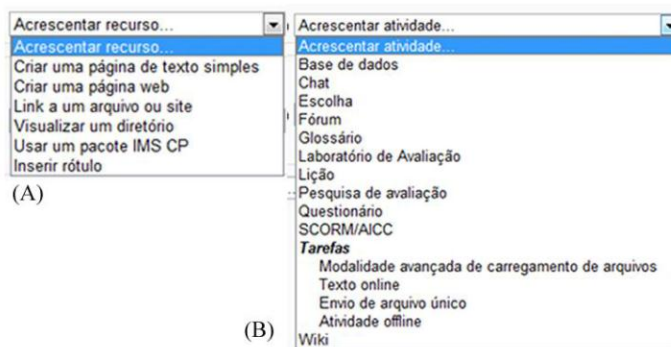 Acrescentar recurso...
Acrescentar recurso...
Criar uma página de texto simples
Criar uma página web
Link a um arquivo ou site
Visualizar um diretório
Usar um pacote IMS CP
Inserir rótulo
(A)
Acrescentar atividade...
Acrescentar atividade...
Base de dados
Chat
Escolha
Fórum
Glossário
Laboratório de Avaliação
Lição
Pesquisa de avaliação
Questionário
SCORM/AICC
Tarefas
Modalidade avançada de carregamento de arquivos
Texto online
Envio de arquivo único
Atividade offline
Wiki
(B)